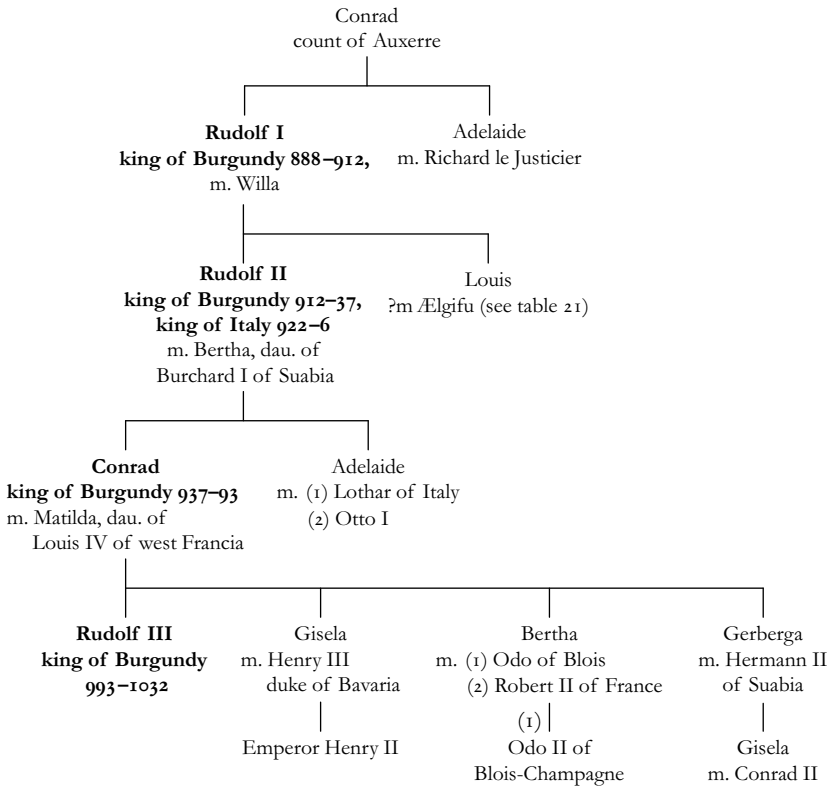 Conrad
count of Auxerre
Rudolf I
king of Burgundy 888–912,
m. Willa
Adelaide
m. Richard le Justicier
Rudolf II
king of Burgundy 912–37,
king of Italy 922–6
m. Bertha, dau. of
Burchard I of Suabia
Louis
?m Ælgifu (see table 21)
Conrad
king of Burgundy 937–93
m. Matilda, dau. of
Louis IV of west Francia
Adelaide
m. (1) Lothar of Italy
(2) Otto I
Rudolf III
king of Burgundy
993–1032
Gisela
m. Henry III
duke of Bavaria
Emperor Henry II
Bertha
m. (1) Odo of Blois
(2) Robert II of France
(1)
Odo II of
Blois-Champagne
Gerberga
m. Hermann II
of Suabia
Gisela
m. Conrad II